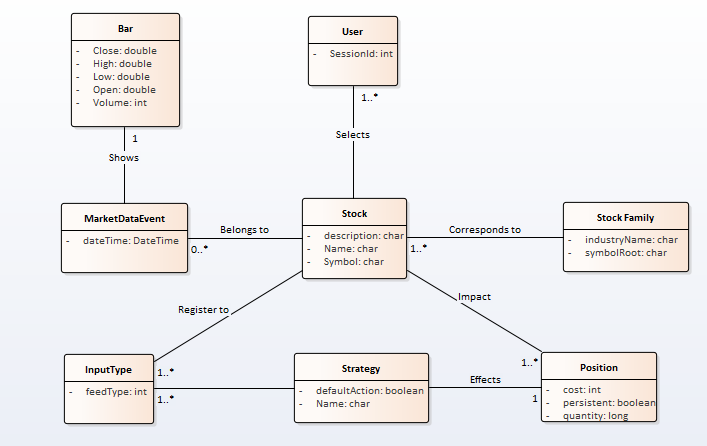 Bar
- Close: double
- High: double
- Low: double
- Open: double
- Volume: int
User
- SessionId: int
1
1..*
Shows
Selects
MarketDataEvent
- dateTime: DateTime
Belongs to
0..*
Stock
- description: char
- Name: char
- Symbol: char
Corresponds to
1..*
Stock Family
- industryName: char
- symbolRoot: char
Register to
Impact
InputType
- feedType: int
1..*
1..*
Strategy
- defaultAction: boolean
- Name: char
Effects
1..*
1
Position
- cost: int
- persistent: boolean
- quantity: long